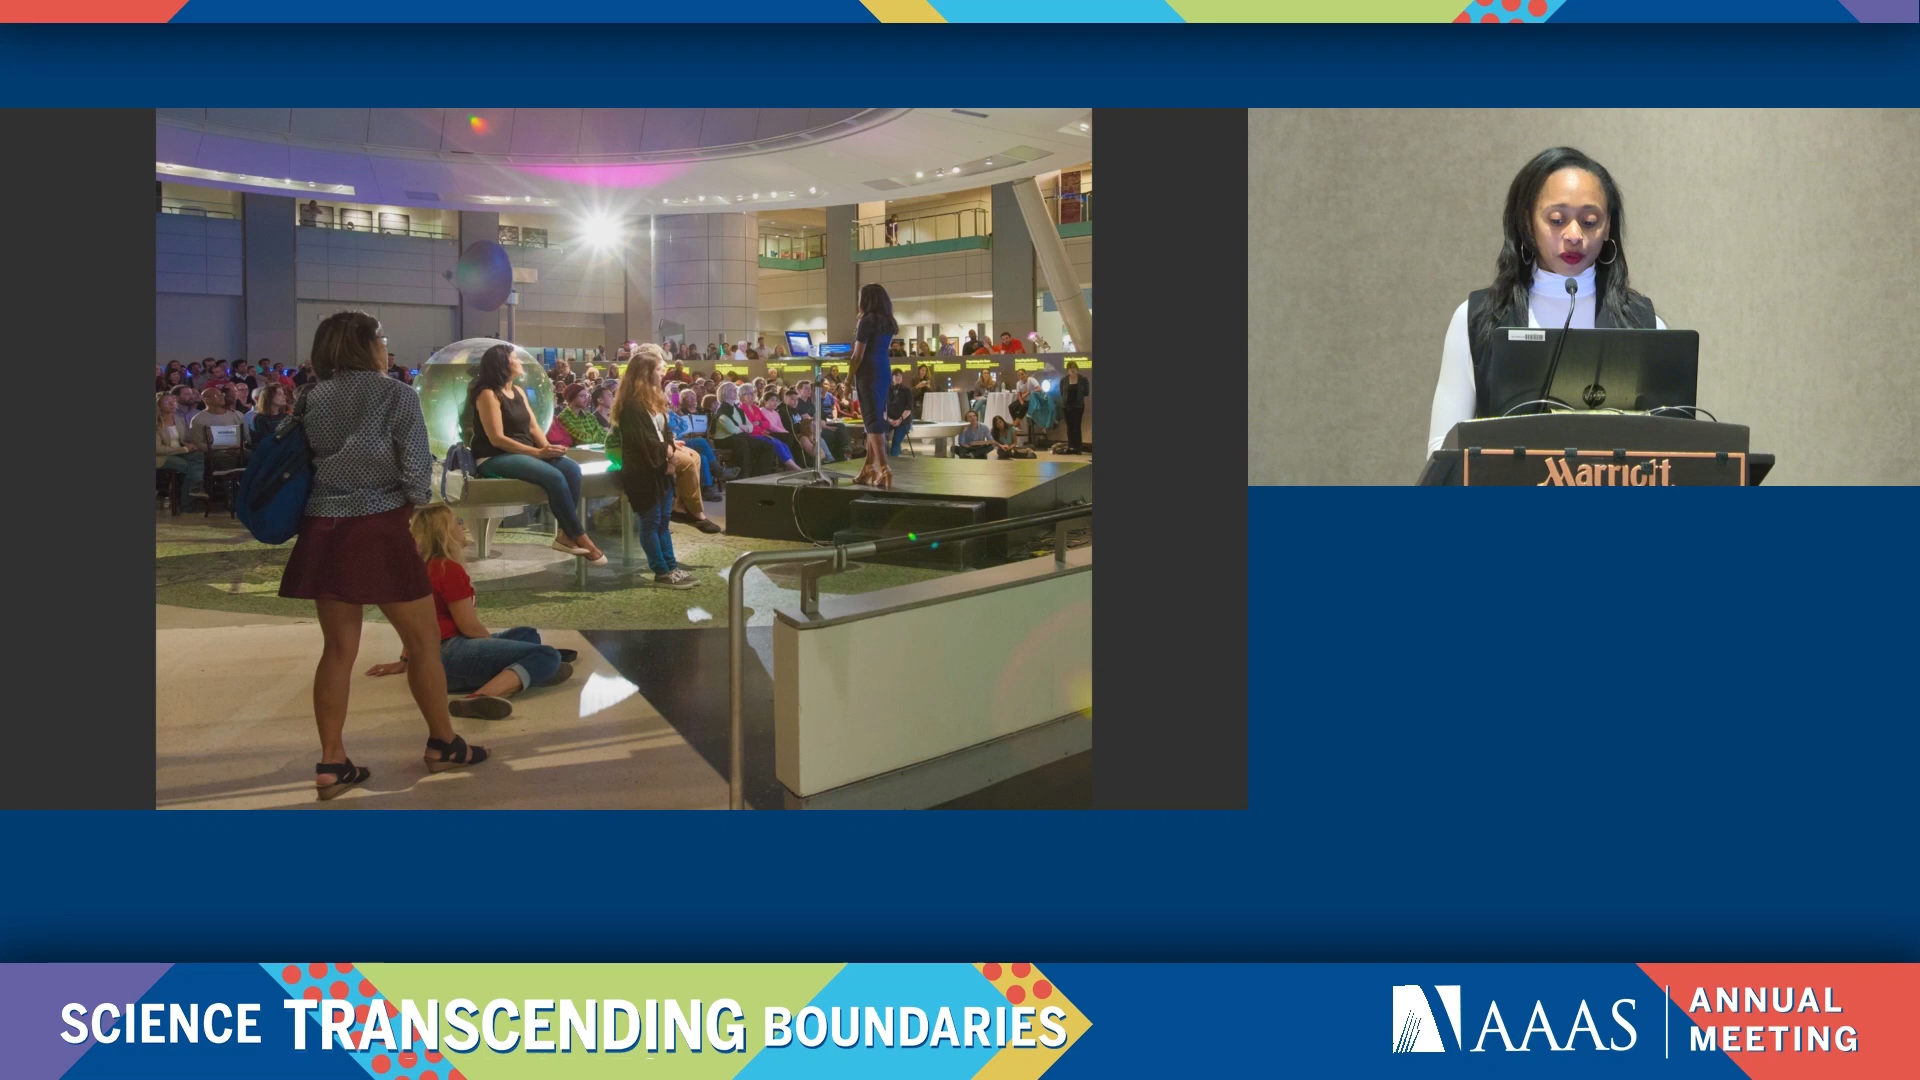 Marriott
SCIENCE TRANSCENDING BOUNDARIES
AAAS
ANNUAL
MEETING